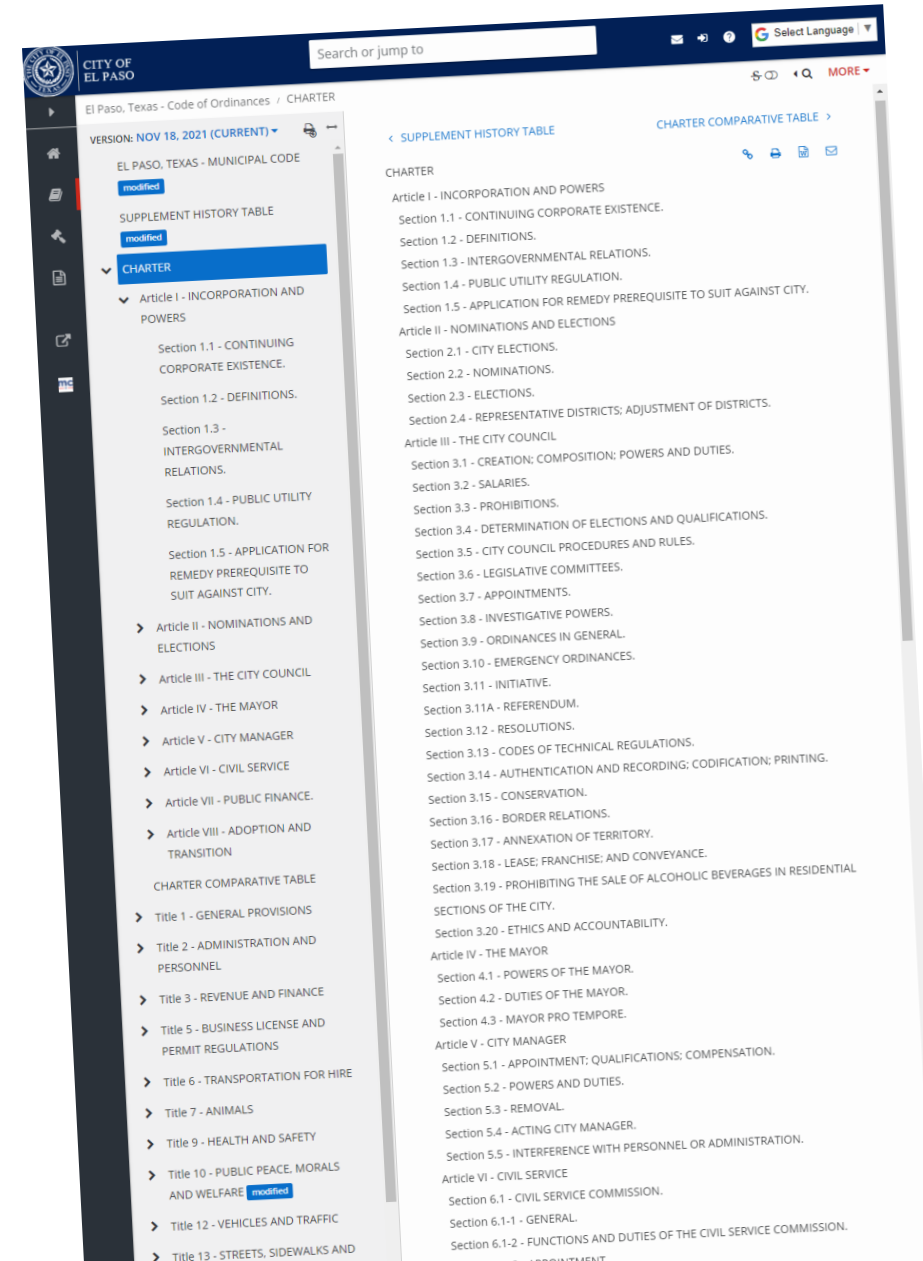 CITY OF
EL PASO
Search or jump to
Select Language
El Paso, Texas - Code of Ordinances / CHARTER
MORE
VERSION: NOV 18, 2021 (CURRENT)
EL PASO, TEXAS - MUNICIPAL CODE
modified
SUPPLEMENT HISTORY TABLE
modified
CHARTER
Article I - INCORPORATION AND
POWERS
Section 1.1 - CONTINUING
CORPORATE EXISTENCE.
Section 1.2 - DEFINITIONS.
Section 1.3 -
INTERGOVERNMENTAL
RELATIONS.
Section 1.4 - PUBLIC UTILITY
REGULATION.
Section 1.5 - APPLICATION FOR
REMEDY PREREQUISITE TO
SUIT AGAINST CITY.
Article II - NOMINATIONS AND
ELECTIONS
Article III - THE CITY COUNCIL
Article IV - THE MAYOR
Article V - CITY MANAGER
Article VI - CIVIL SERVICE
Article VII - PUBLIC FINANCE.
Article VIII - ADOPTION AND
TRANSITION
CHARTER COMPARATIVE TABLE
Title 1 - GENERAL PROVISIONS
Title 2 - ADMINISTRATION AND
PERSONNEL
Title 3 - REVENUE AND FINANCE
Title 5 - BUSINESS LICENSE AND
PERMIT REGULATIONS
Title 6 - TRANSPORTATION FOR HIRE
Title 7 - ANIMALS
Title 9 - HEALTH AND SAFETY
Title 10 - PUBLIC PEACE, MORALS
AND WELFARE modified
Title 12 - VEHICLES AND TRAFFIC
Title 13 - STREETS, SIDEWALKS AND
mc
< SUPPLEMENT HISTORY TABLE
CHARTER COMPARATIVE TABLE >
CHARTER
Article I - INCORPORATION AND POWERS
Section 1.1 - CONTINUING CORPORATE EXISTENCE.
Section 1.2 - DEFINITIONS.
Section 1.3 - INTERGOVERNMENTAL RELATIONS.
Section 1.4 - PUBLIC UTILITY REGULATION.
Section 1.5 - APPLICATION FOR REMEDY PREREQUISITE TO SUIT AGAINST CITY.
Article II - NOMINATIONS AND ELECTIONS
Section 2.1 - CITY ELECTIONS.
Section 2.2 - NOMINATIONS.
Section 2.3 - ELECTIONS.
Section 2.4 - REPRESENTATIVE DISTRICTS; ADJUSTMENT OF DISTRICTS.
Article III - THE CITY COUNCIL
Section 3.1 - CREATION; COMPOSITION; POWERS AND DUTIES.
Section 3.2 - SALARIES.
Section 3.3 - PROHIBITIONS.
Section 3.4 - DETERMINATION OF ELECTIONS AND QUALIFICATIONS.
Section 3.5 - CITY COUNCIL PROCEDURES AND RULES.
Section 3.6 - LEGISLATIVE COMMITTEES.
Section 3.7 - APPOINTMENTS.
Section 3.8 - INVESTIGATIVE POWERS.
Section 3.9 - ORDINANCES IN GENERAL.
Section 3.10 - EMERGENCY ORDINANCES.
Section 3.11 - INITIATIVE.
Section 3.11A - REFERENDUM.
Section 3.12 - RESOLUTIONS.
Section 3.13 - CODES OF TECHNICAL REGULATIONS.
Section 3.14 - AUTHENTICATION AND RECORDING; CODIFICATION; PRINTING.
Section 3.15 - CONSERVATION.
Section 3.16 - BORDER RELATIONS.
Section 3.17 - ANNEXATION OF TERRITORY.
Section 3.18 - LEASE; FRANCHISE; AND CONVEYANCE.
Section 3.19 - PROHIBITING THE SALE OF ALCOHOLIC BEVERAGES IN RESIDENTIAL
SECTIONS OF THE CITY.
Section 3.20 - ETHICS AND ACCOUNTABILITY.
Article IV - THE MAYOR
Section 4.1 - POWERS OF THE MAYOR.
Section 4.2 - DUTIES OF THE MAYOR.
Section 4.3 - MAYOR PRO TEMPORE.
Article V - CITY MANAGER
Section 5.1 - APPOINTMENT; QUALIFICATIONS; COMPENSATION.
Section 5.2 - POWERS AND DUTIES.
Section 5.3 - REMOVAL.
Section 5.4 - ACTING CITY MANAGER.
Section 5.5 - INTERFERENCE WITH PERSONNEL OR ADMINISTRATION.
Article VI - CIVIL SERVICE
Section 6.1 - CIVIL SERVICE COMMISSION.
Section 6.1-1 - GENERAL.
Section 6.1-2 - FUNCTIONS AND DUTIES OF THE CIVIL SERVICE COMMISSION.